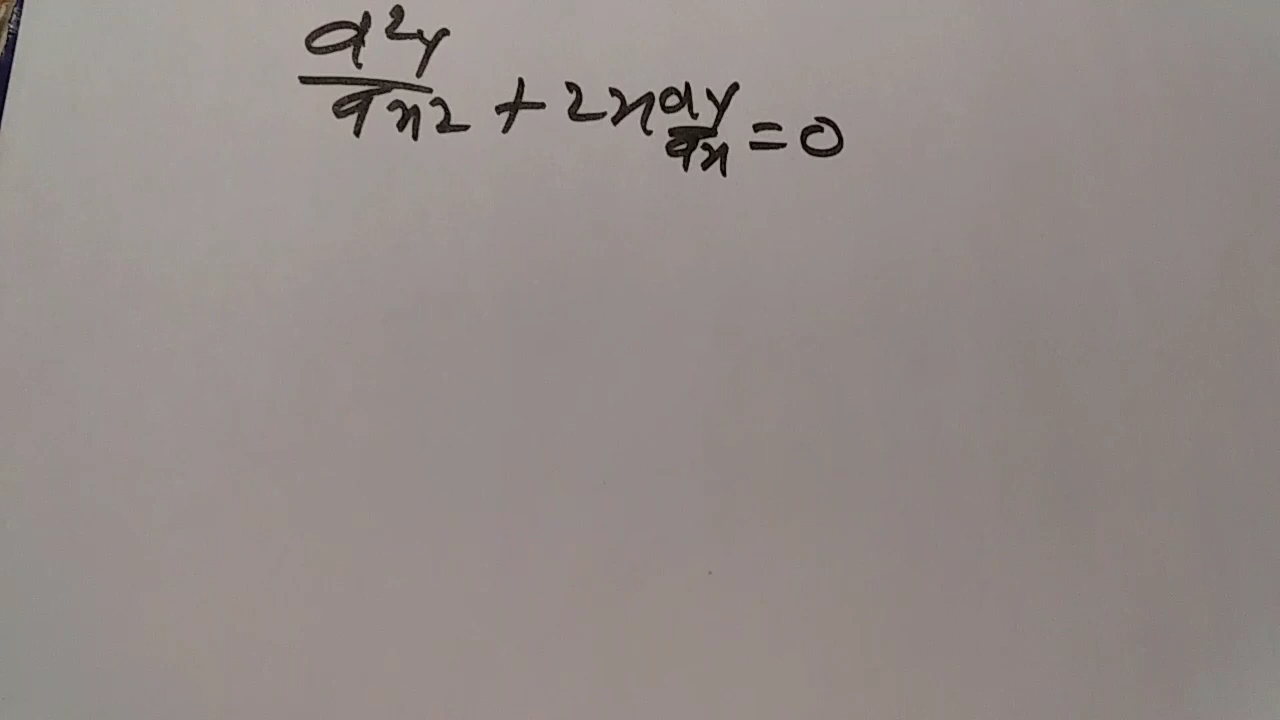 d²y/dx² + 2x dy/dx = 0